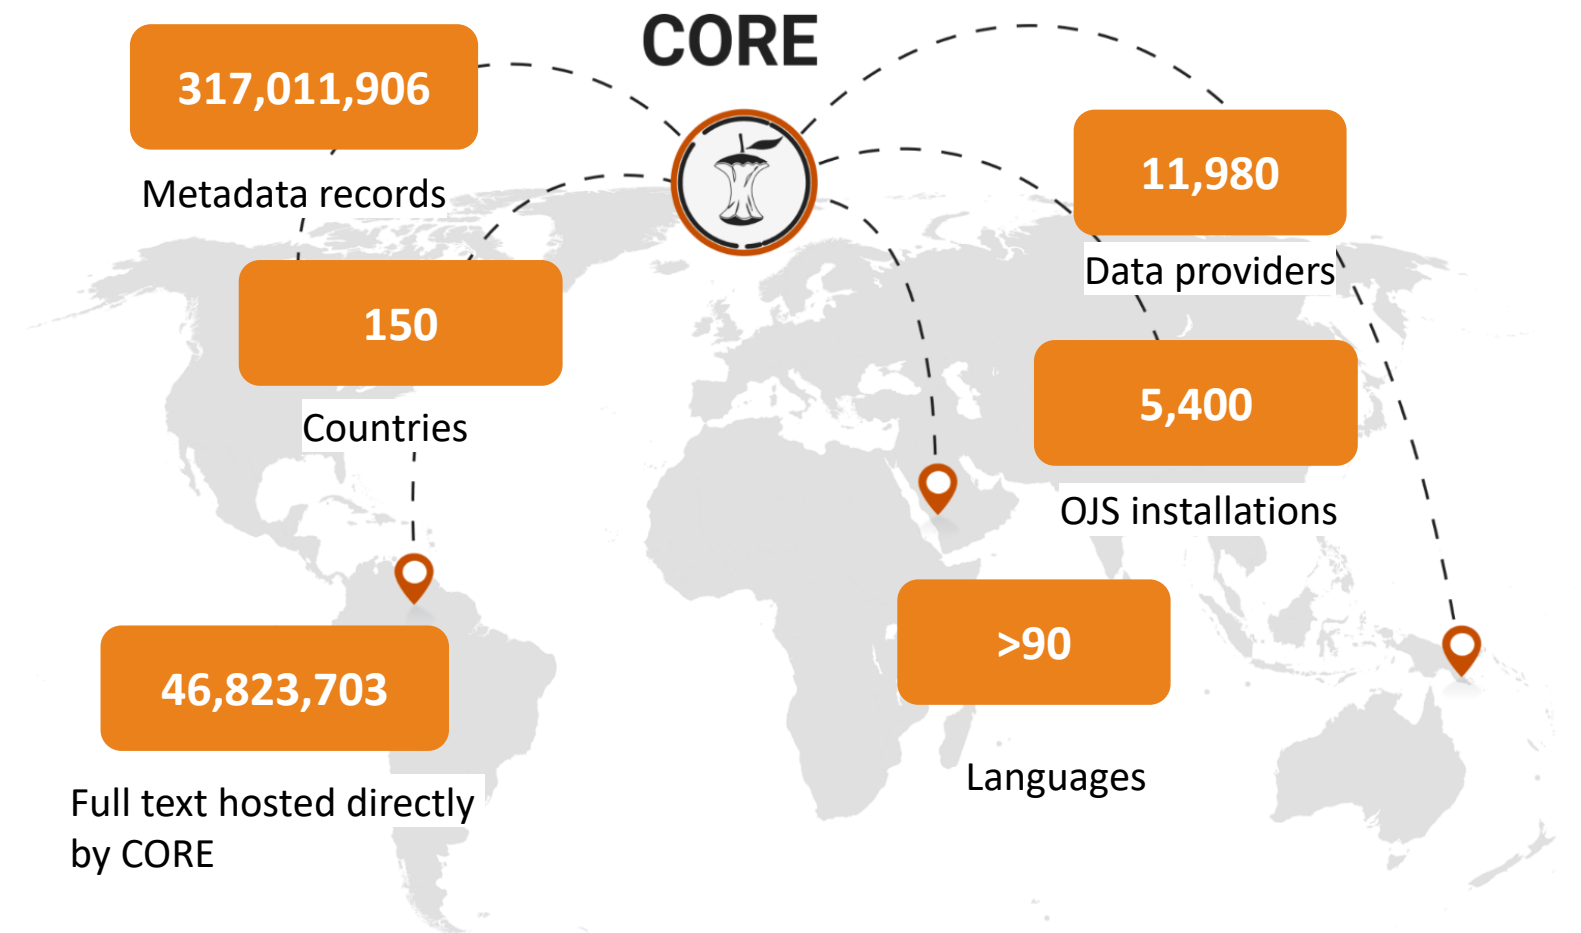 CORE
317,011,906
Metadata records
11,980
Data providers
150
Countries
5,400
OJS installations
>90
Languages
46,823,703
Full text hosted directly
by CORE